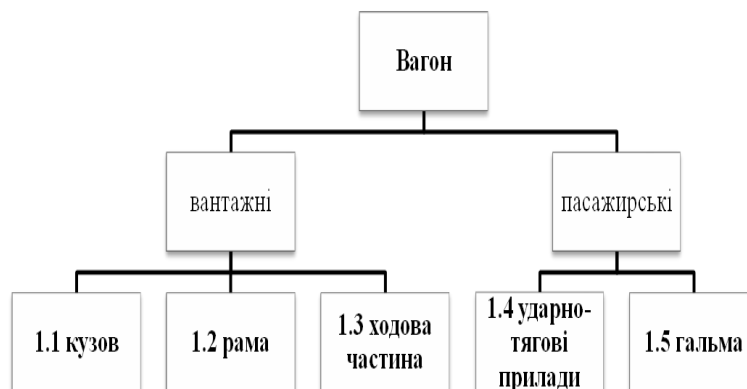 Вагон
вантажні
пасажирські
1.1 кузов
1.2 рама
1.3 ходова
частина
1.4 ударно-
тягові
прилади
1.5 гальма